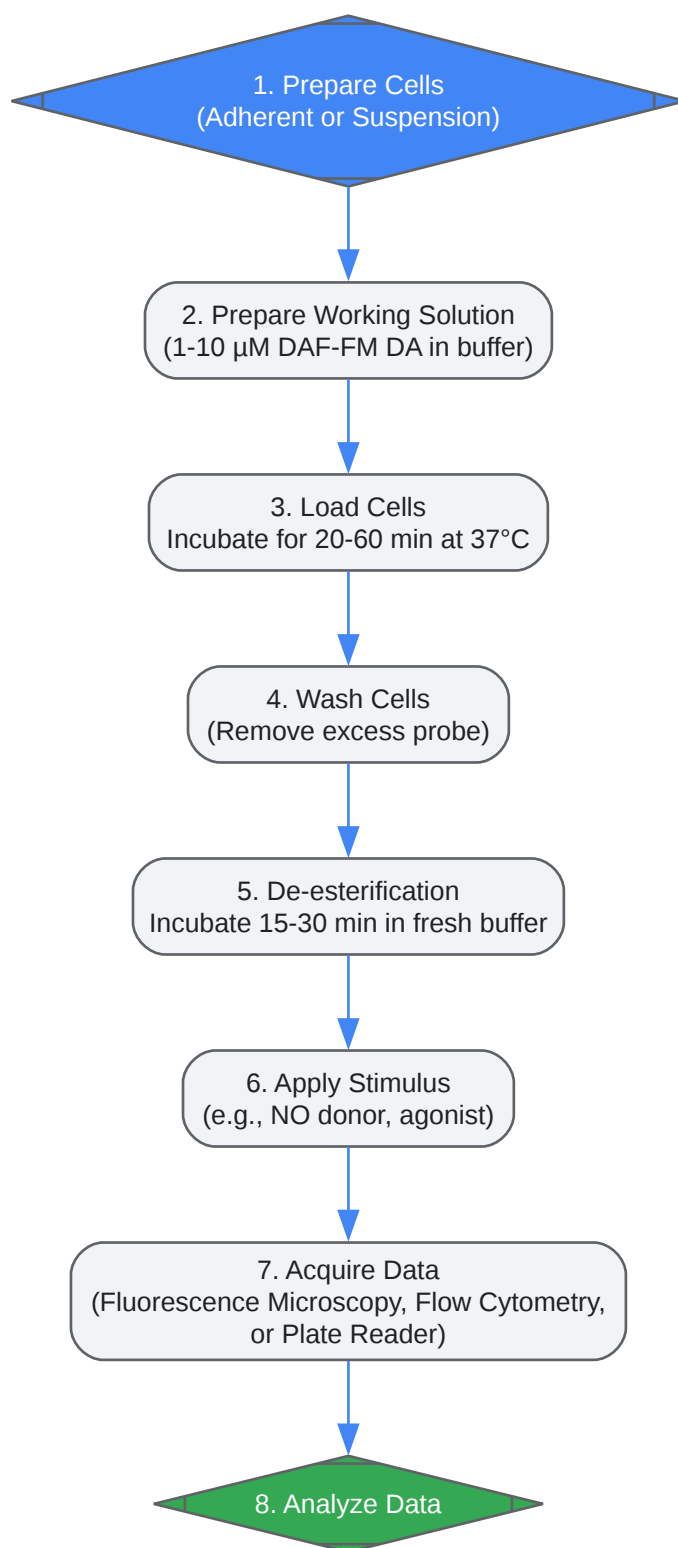 1. Prepare Cells
(Adherent or Suspension)
2. Prepare Working Solution
(1-10 µM DAF-FM DA in buffer)
3. Load Cells
Incubate for 20-60 min at 37°C
4. Wash Cells
(Remove excess probe)
5. De-esterification
Incubate 15-30 min in fresh buffer
6. Apply Stimulus
(e.g., NO donor, agonist)
7. Acquire Data
(Fluorescence Microscopy, Flow Cytometry,
or Plate Reader)
8. Analyze Data